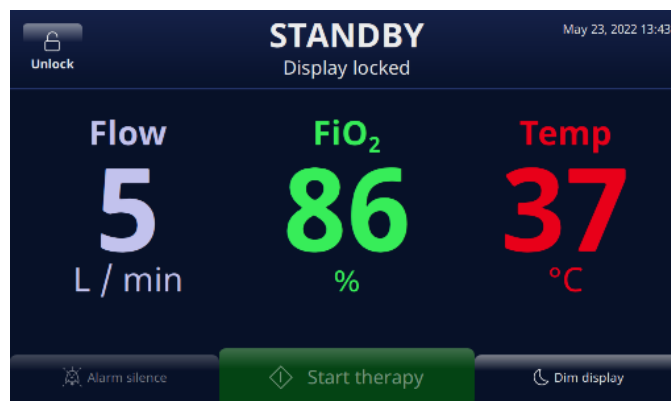 Unlock
STANDBY
Display locked
May 23, 2022 13:43
Flow
5
L / min
FiO₂
86
%
Temp
37
°C
Alarm silence
Start therapy
Dim display